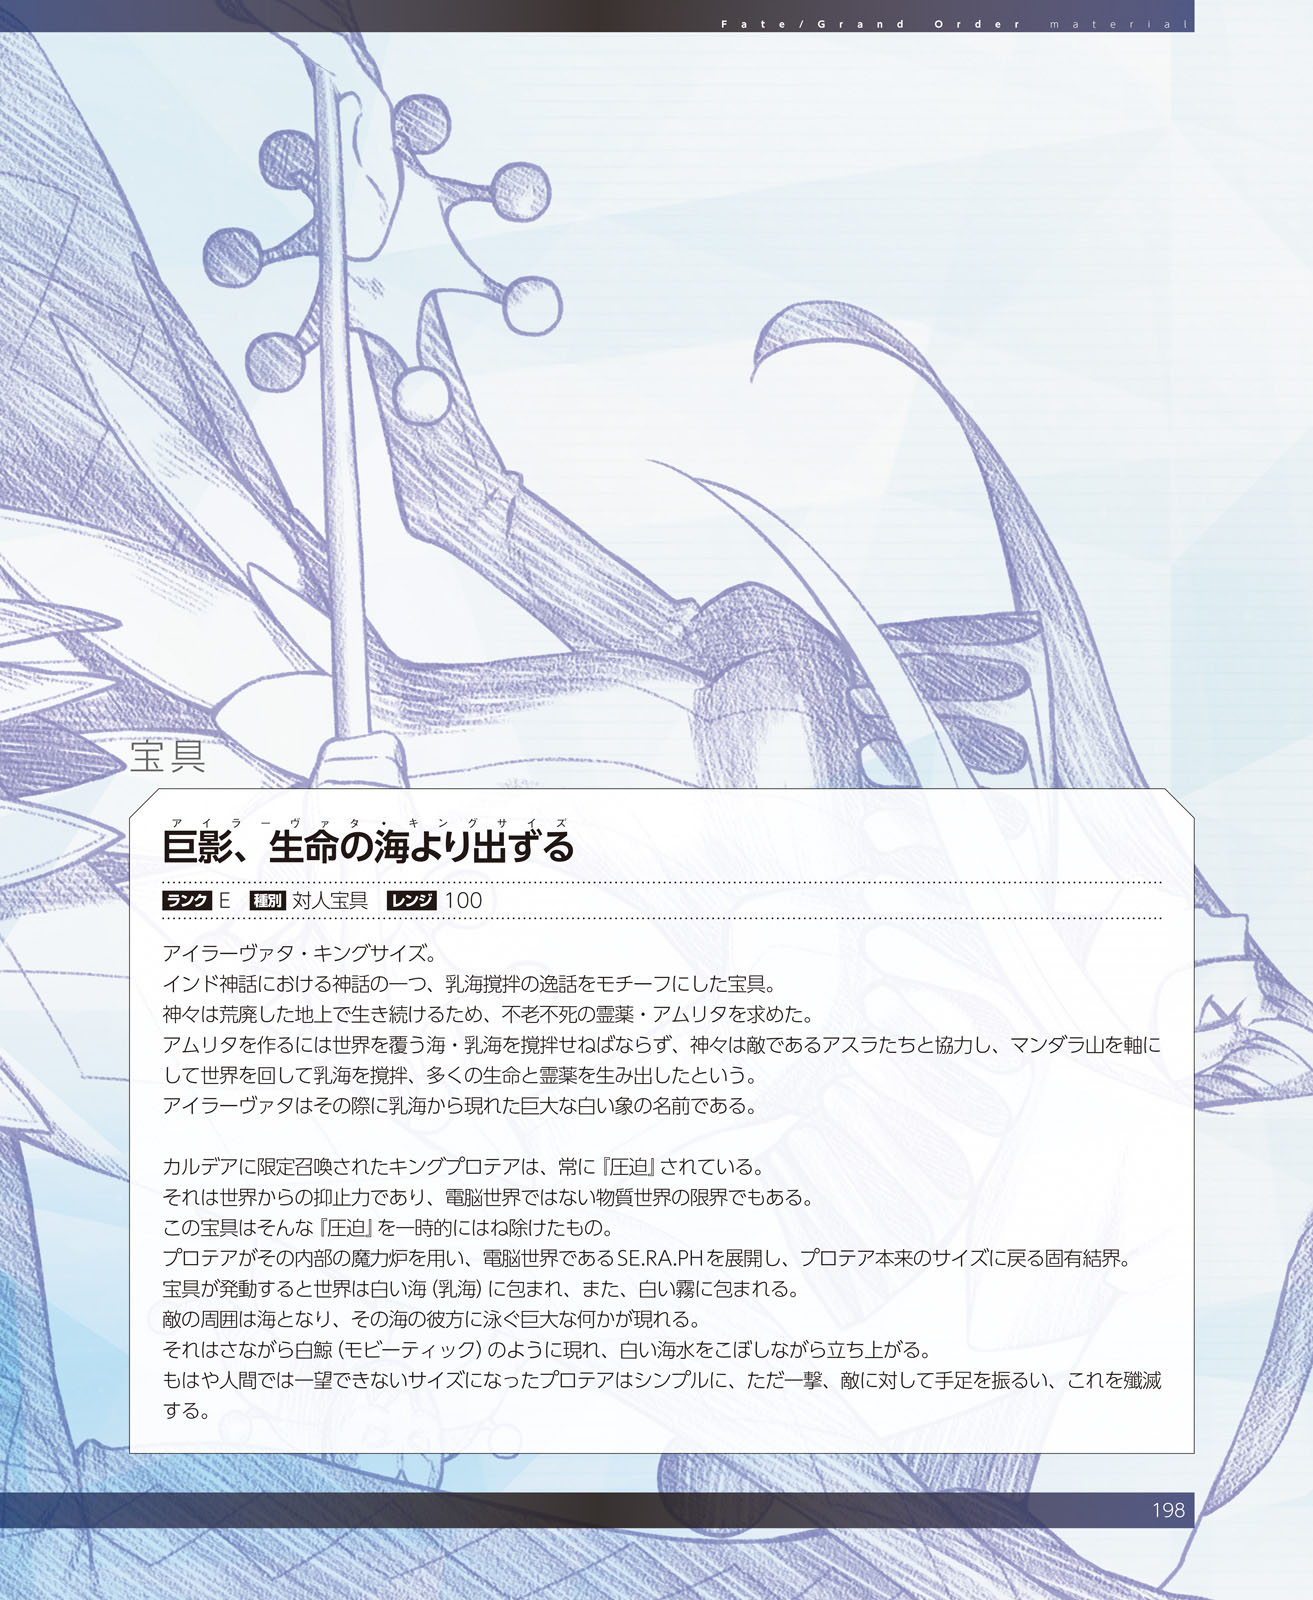 Fate/Grand Order material
宝具
アイラーヴァタ・キングサイズ
巨影、生命の海より出ずる
ランク E 種別 対人宝具 レンジ 100
アイラーヴァタ・キングサイズ。
インド神話における神話の一つ、乳海撹拌の逸話をモチーフにした宝具。
神々は荒廃した地上で生き続けるため、不老不死の霊薬・アムリタを求めた。
アムリタを作るには世界を覆う海・乳海を撹拌せねばならず、神々は敵であるアスラたちと協力し、マンダラ山を軸に
して世界を回して乳海を撹拌、多くの生命と霊薬を生み出したという。
アイラーヴァタはその際に乳海から現れた巨大な白い象の名前である。
カルデアに限定召喚されたキングプロテアは、常に『圧迫』されている。
それは世界からの抑止力であり、電脳世界ではない物質世界の限界でもある。
この宝具はそんな『圧迫』を一時的にはね除けたもの。
プロテアがその内部の魔力炉を用い、電脳世界であるSE.RA.PHを展開し、プロテア本来のサイズに戻る固有結界。
宝具が発動すると世界は白い海（乳海）に包まれ、また、白い霧に包まれる。
敵の周囲は海となり、その海の彼方に泳ぐ巨大な何かが現れる。
それはさながら白鯨（モビーディック）のように現れ、白い海水をこぼしながら立ち上がる。
もはや人間では一望できないサイズになったプロテアはシンプルに、ただ一撃、敵に対して手足を振るい、これを殲滅
する。
198